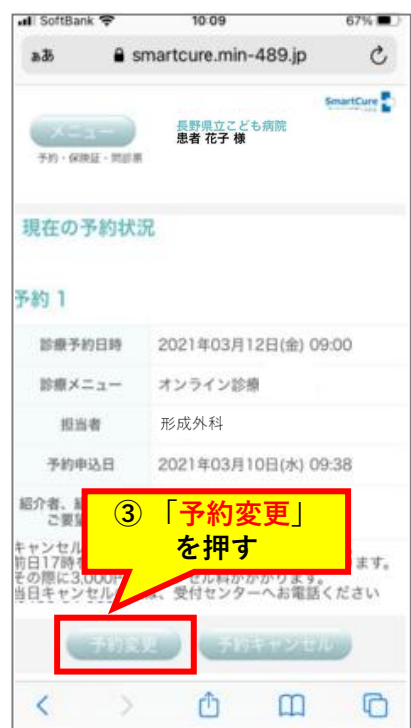 SoftBank 10:09 67%
ぁあ smartcure.min-489.jp
SmartCure
メニュー
長野県立こども病院
患者 花子 様
予約・保険証・問診票
現在の予約状況
予約 1
診療予約日時 2021年03月12日(金) 09:00
診療メニュー オンライン診療
担当者 形成外科
予約申込日 2021年03月10日(水) 09:38
紹介者、
ご要
③ 「予約変更」
を押す
キャンセル
前日17時を ます。
その際に3,000円 セル料がかかります。
当日キャンセル 、受付センターへお電話ください
予約変更 予約キャンセル